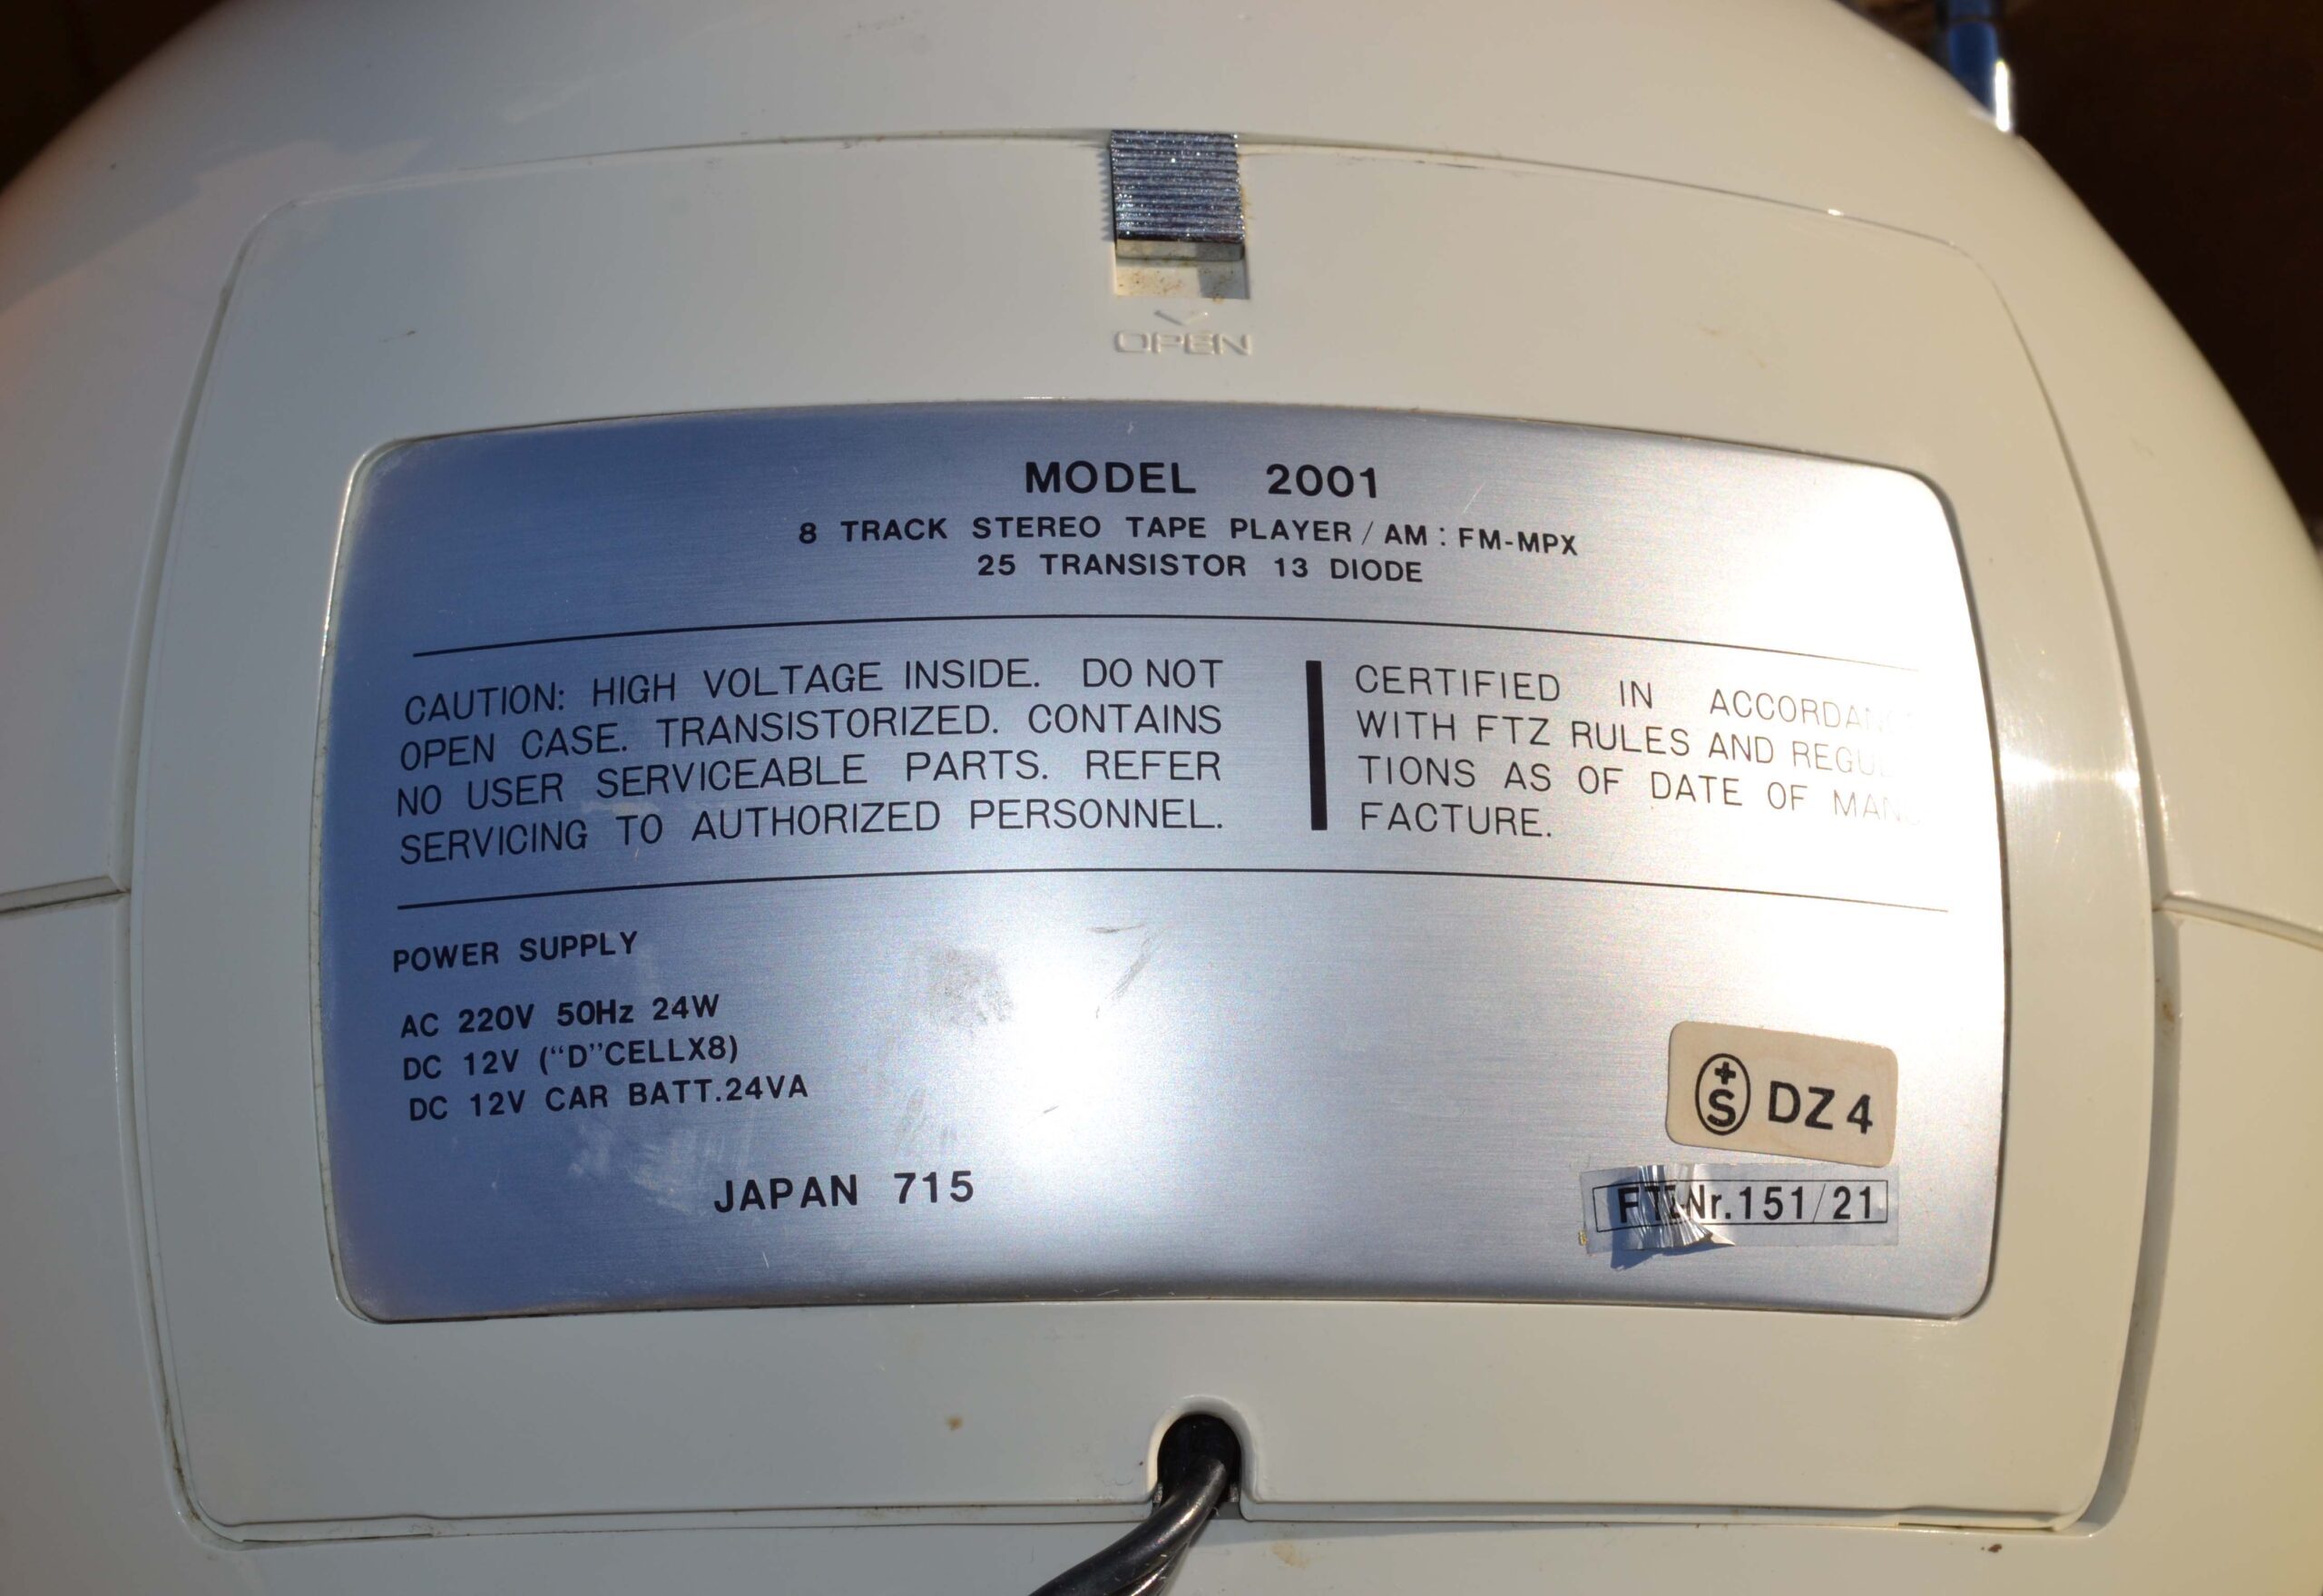 OPEN
MODEL 2001
8 TRACK STEREO TAPE PLAYER / AM : FM-MPX
25 TRANSISTOR 13 DIODE
CAUTION: HIGH VOLTAGE INSIDE. DO NOT
OPEN CASE. TRANSISTORIZED. CONTAINS
NO USER SERVICEABLE PARTS. REFER
SERVICING TO AUTHORIZED PERSONNEL.
CERTIFIED IN
WITH FTZ RULES AND
TIONS AS OF DATE OF
FACTURE.
POWER SUPPLY
AC 220V 50Hz 24W
DC 12V (“D”CELLX8)
DC 12V CAR BATT.24VA
JAPAN 715
+S DZ4
FTZ-Nr.151/21